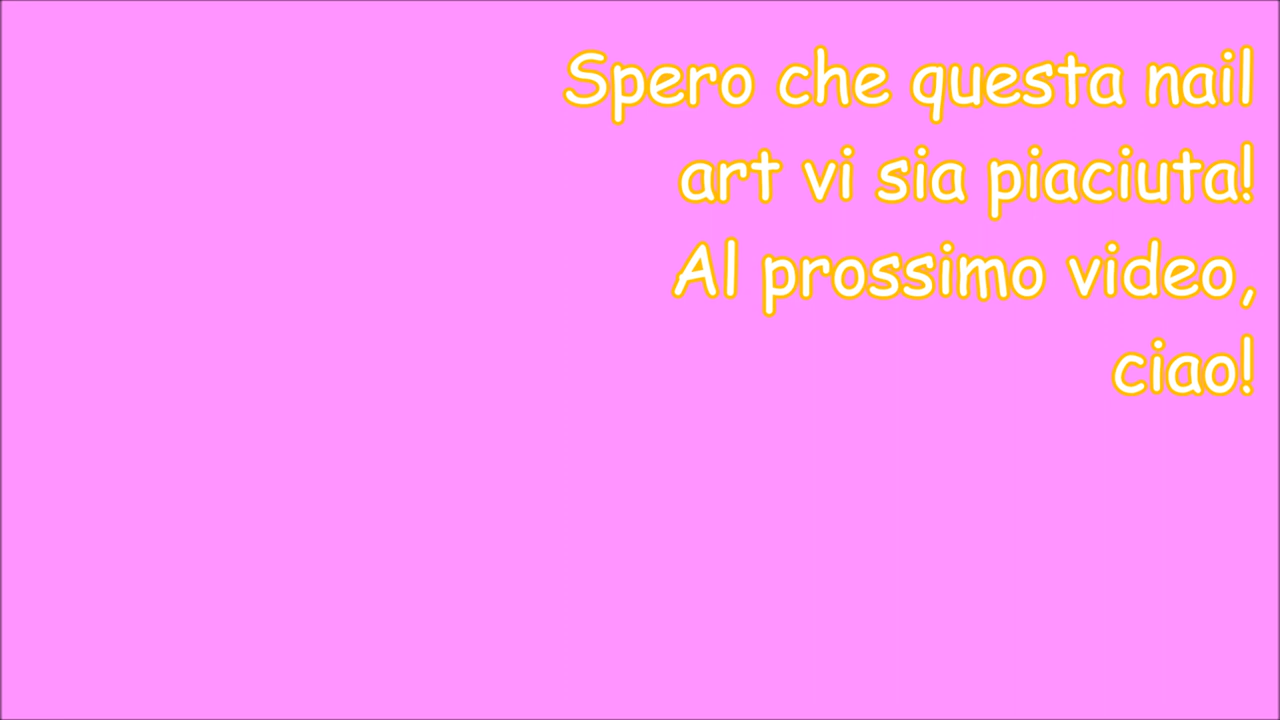 Spero che questa nail
art vi sia piaciuta!
Al prossimo video,
ciao!